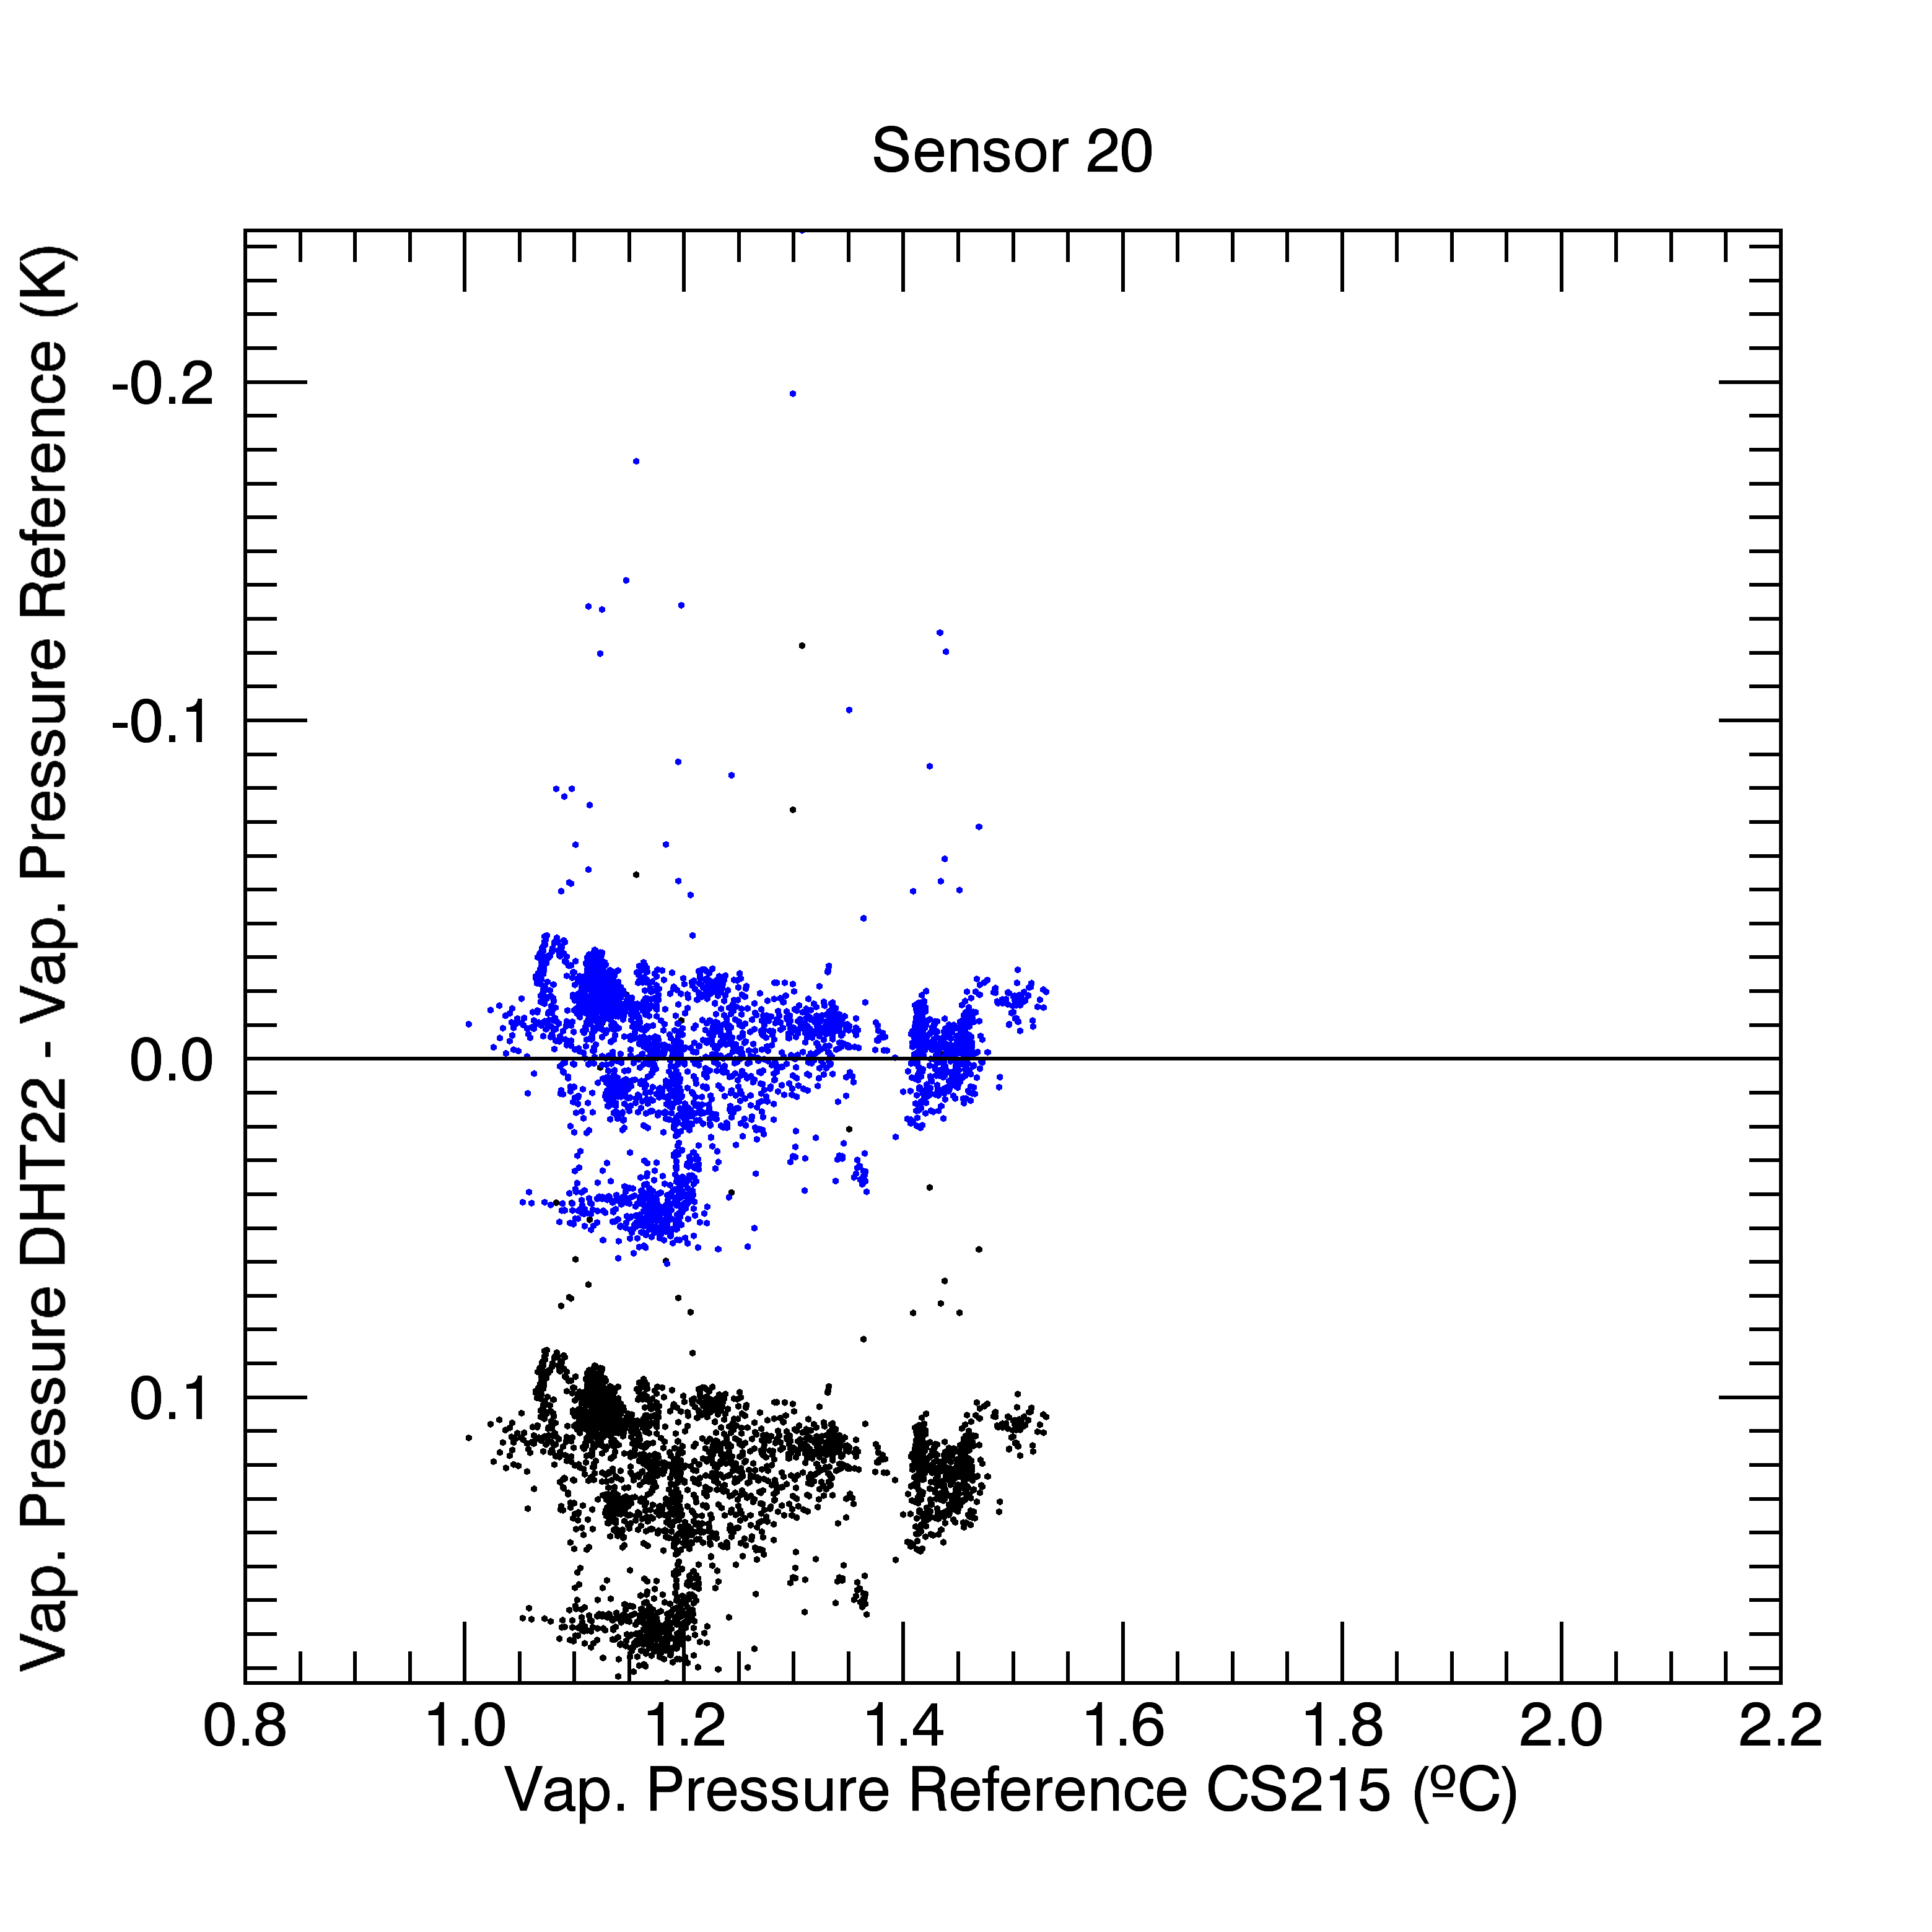 Sensor 20
Vap. Pressure DHT22 - Vap. Pressure Reference (K)
-0.2
-0.1
0.0
0.1
0.8 1.0 1.2 1.4 1.6 1.8 2.0 2.2
Vap. Pressure Reference CS215 (ºC)